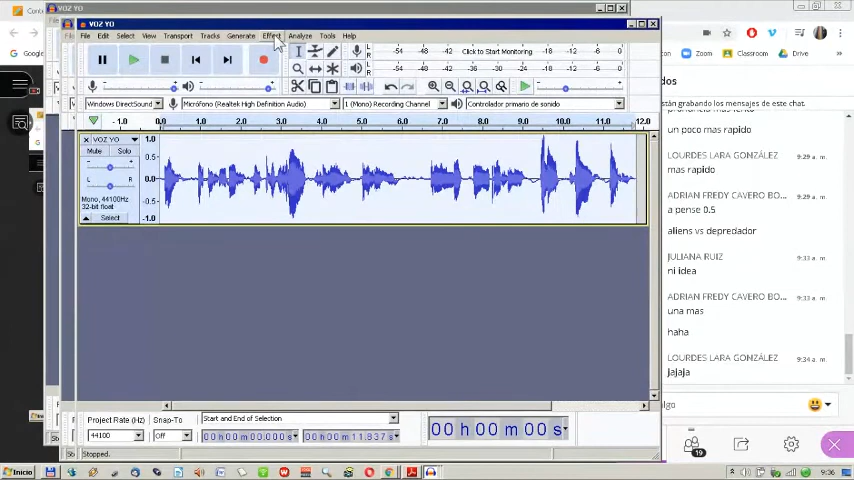 VOZ YO
VOZ YO
File Edit Select View Transport Tracks Generate Effect Analyze Tools Help
L
R
-54 -48 -42 Click to Start Monitoring -12 -6 0
L
R
-54 -48 -42 -36 -30 -24 -18 -12 -6 0
Windows DirectSound
Micrófono (Realtek High Definition Audio)
1 (Mono) Recording Channel
Controlador primario de sonido
-1.0 0.0 1.0 2.0 3.0 4.0 5.0 6.0 7.0 8.0 9.0 10.0 11.0 12.0
VOZ YO
Mute Solo
- +
L R
Mono, 44100Hz
32-bit float
Select
1.0
0.5
0.0
-0.5
-1.0
Project Rate (Hz)
Snap-To
Start and End of Selection
44100
Off
00 h 00 m 00.000 s
00 h 00 m 11.837 s
00 h 00 m 00 s
Stopped.
Google
Classroom
Drive
están grabando los mensajes de este chat.
un poco mas rapido
LOURDES LARA GONZÁLEZ 9:29 a. m.
mas rapido
ADRIAN FREDY CAVERO BO... 9:29 a. m.
a pense 0.5
aliens vs depredador
JULIANA RUIZ 9:33 a. m.
ni idea
ADRIAN FREDY CAVERO BO... 9:33 a. m.
una mas
haha
LOURDES LARA GONZÁLEZ 9:34 a. m.
jajaja
19
Inicio
9:36